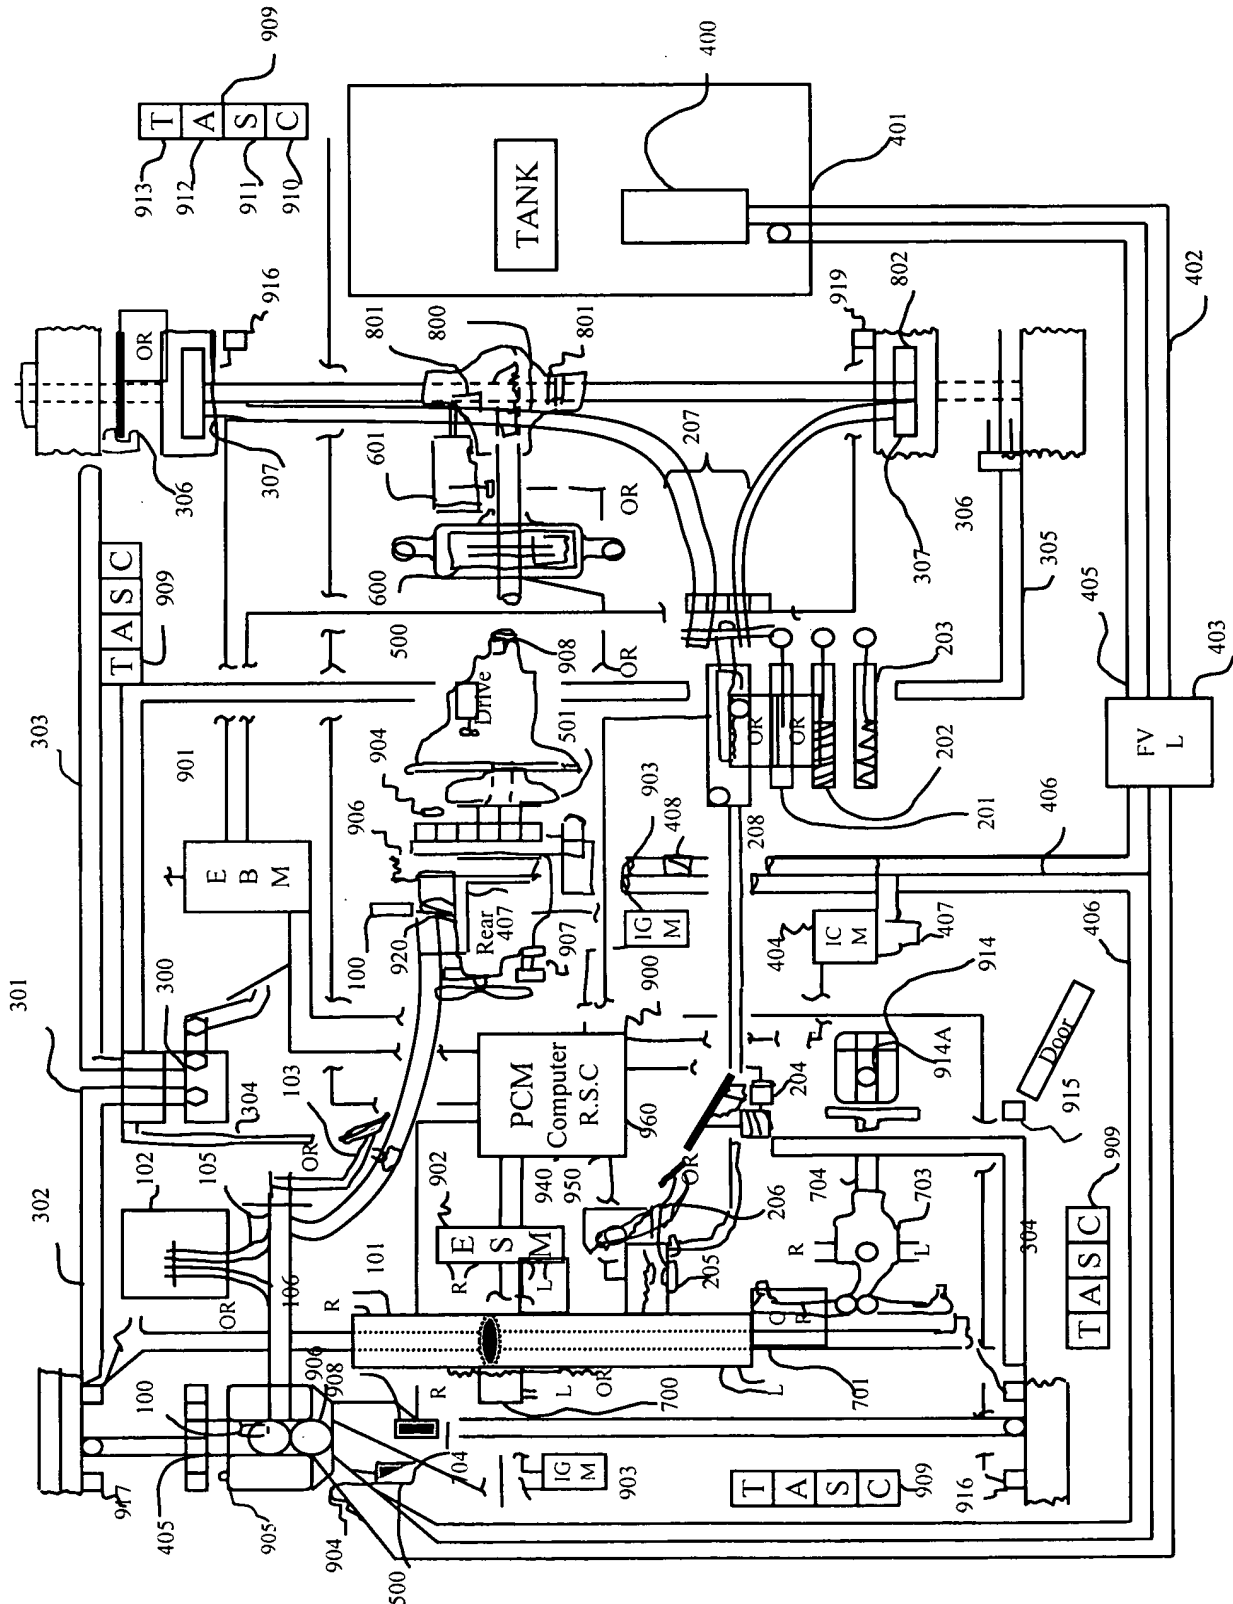 301
302
303
917
405
100
102
OR
304
300
306
OR
913
T
912
A
911
S
910
C
909
T A S C
909
905
106
105
103
901
E
B
M
307
916
904
906
908
OR
100
500
104
R
R
101
920
906
904
Rear
407
500
Drive
501
600
601
801
800
801
TANK
400
401
R
E
S
M
L
902
PCM
Computer
R.S.C
900
960
907
908
OR
OR
207
IG
M
903
L
OR
700
940
950
205
206
OR
IG
M
903
408
208
OR
OR
201
202
203
T A S C
909
L
701
O
R
R
L
703
704
204
404
IC
M
407
914
914A
307
306
802
919
916
304
305
T A S C
909
915
Door
406
406
405
FV
L
403
402